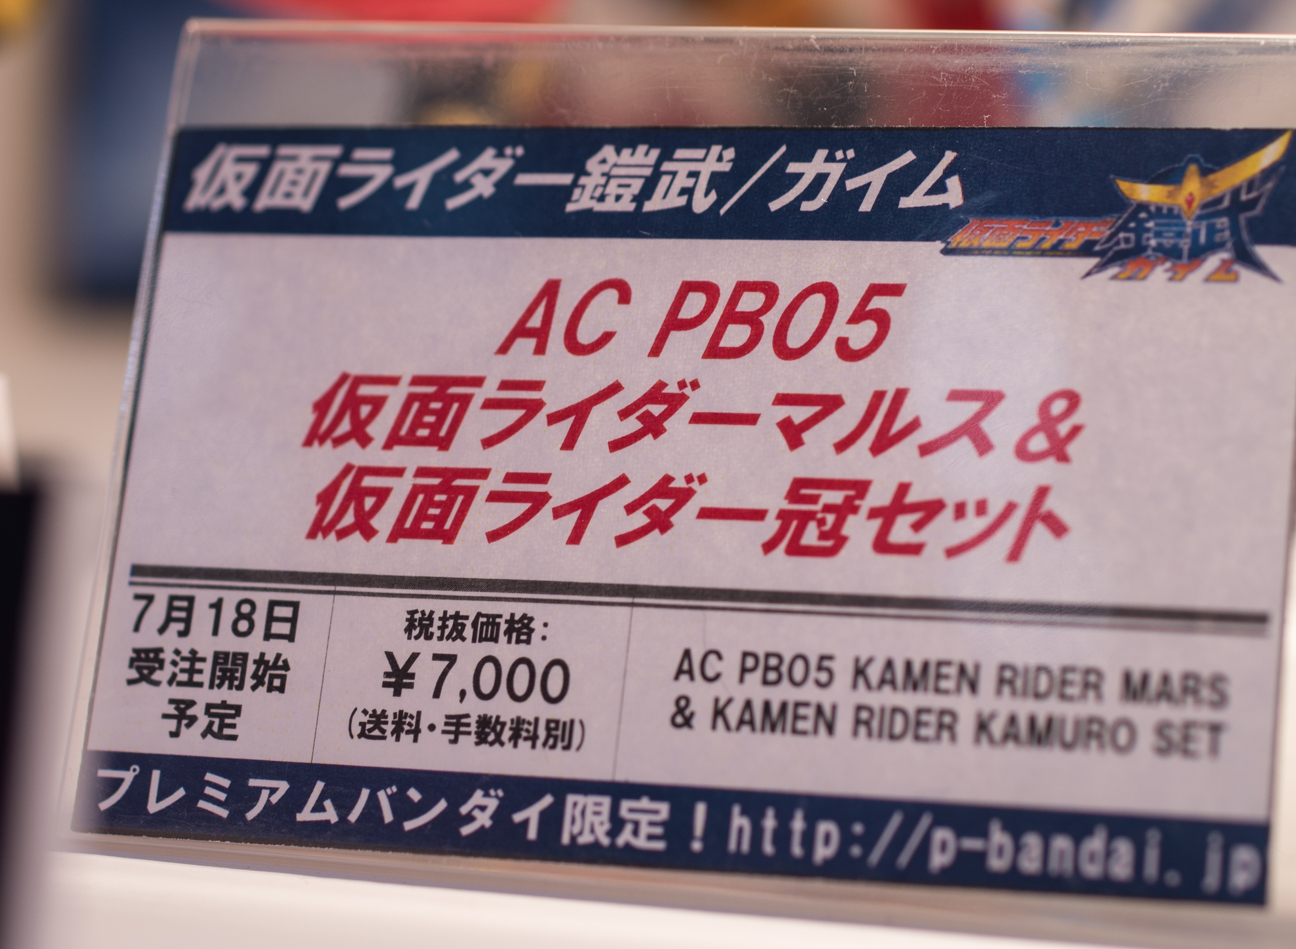 仮面ライダー鎧武/ガイム
仮面ライダー鎧武
ガイム
AC PB05
仮面ライダーマルス&
仮面ライダー冠セット
7月18日
受注開始
予定
税抜価格:
¥7,000
(送料・手数料別)
AC PB05 KAMEN RIDER MARS
& KAMEN RIDER KAMURO SET
プレミアムバンダイ限定!http://p-bandai.jp